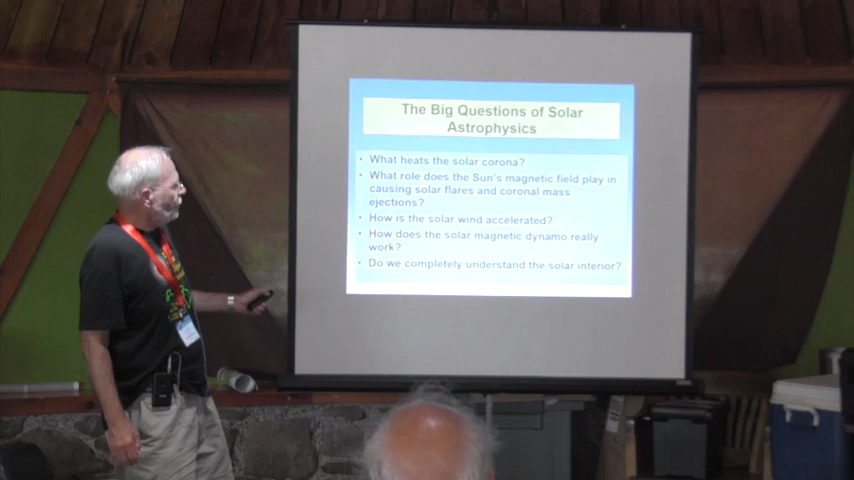 The Big Questions of Solar
Astrophysics
• What heats the solar corona?
• What role does the Sun's magnetic field play in
causing solar flares and coronal mass
ejections?
• How is the solar wind accelerated?
• How does the solar magnetic dynamo really
work?
• Do we completely understand the solar interior?